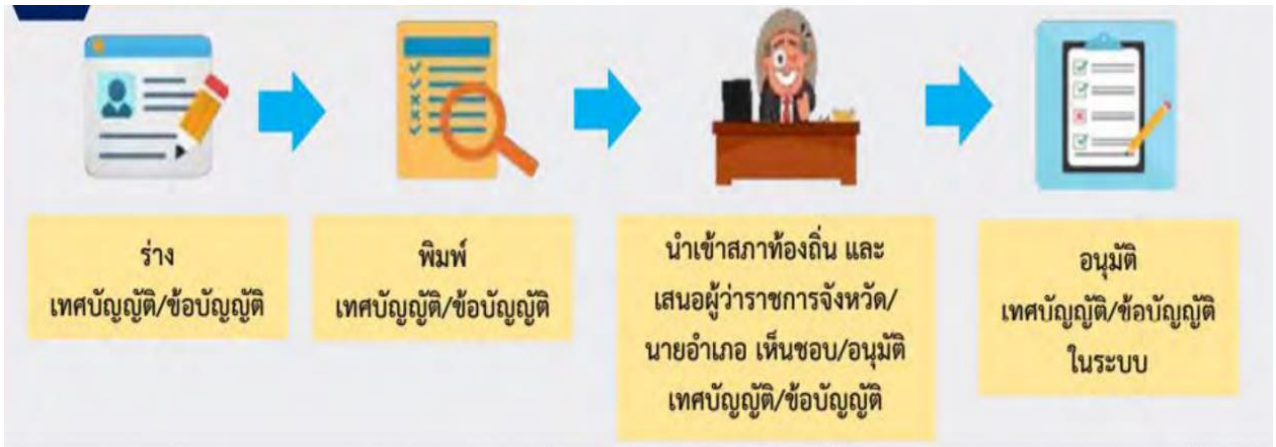 ร่าง
เทศบัญญัติ/ข้อบัญญัติ
พิมพ์
เทศบัญญัติ/ข้อบัญญัติ
นำเข้าสภาท้องถิ่น และ
เสนอผู้ว่าราชการจังหวัด/
นายอำเภอ เห็นชอบ/อนุมัติ
เทศบัญญัติ/ข้อบัญญัติ
อนุมัติ
เทศบัญญัติ/ข้อบัญญัติ
ในระบบ